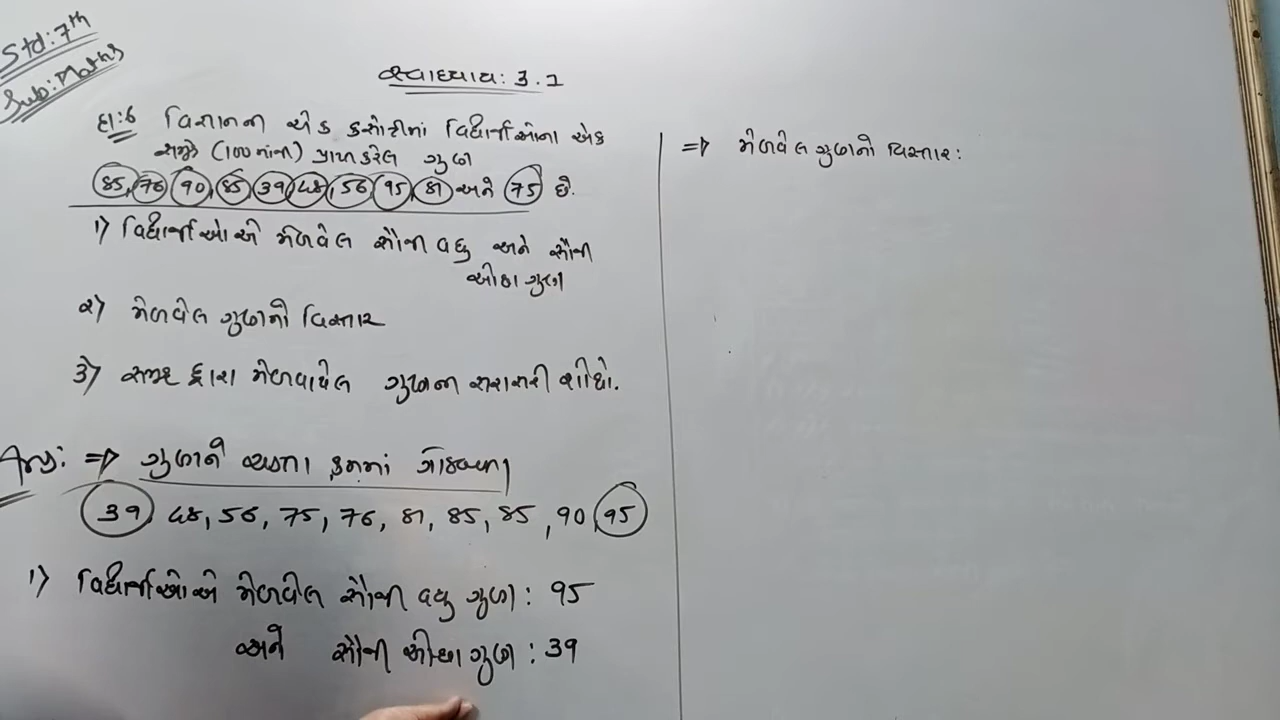 Std: 7th
Sub: Maths
સ્વાધ્યાય: 3.1
દા:6 વિજ્ઞાનની એક કસોટીમાં વિદ્યાર્થીઓના એક
સમૂહે (100 માંથી) પ્રાપ્ત કરેલ ગુણ
85, 76, 90, 85, 39, 48, 56, 95, 81 અને 75 છે.
1) વિદ્યાર્થીઓએ મેળવેલ સૌથી વધુ અને સૌથી
ઓછા ગુણ
2) મેળવેલ ગુણનો વિસ્તાર
3) સમૂહ દ્વારા મેળવાયેલ ગુણના સરાસરી શોધો.
Ans: => ગુણને ચઢતા ક્રમમાં ગોઠવણ
39, 48, 56, 75, 76, 81, 85, 85, 90, 95
1) વિદ્યાર્થીઓએ મેળવેલ સૌથી વધુ ગુણ : 95
અને સૌથી ઓછા ગુણ : 39
=> મેળવેલ ગુણનો વિસ્તાર :